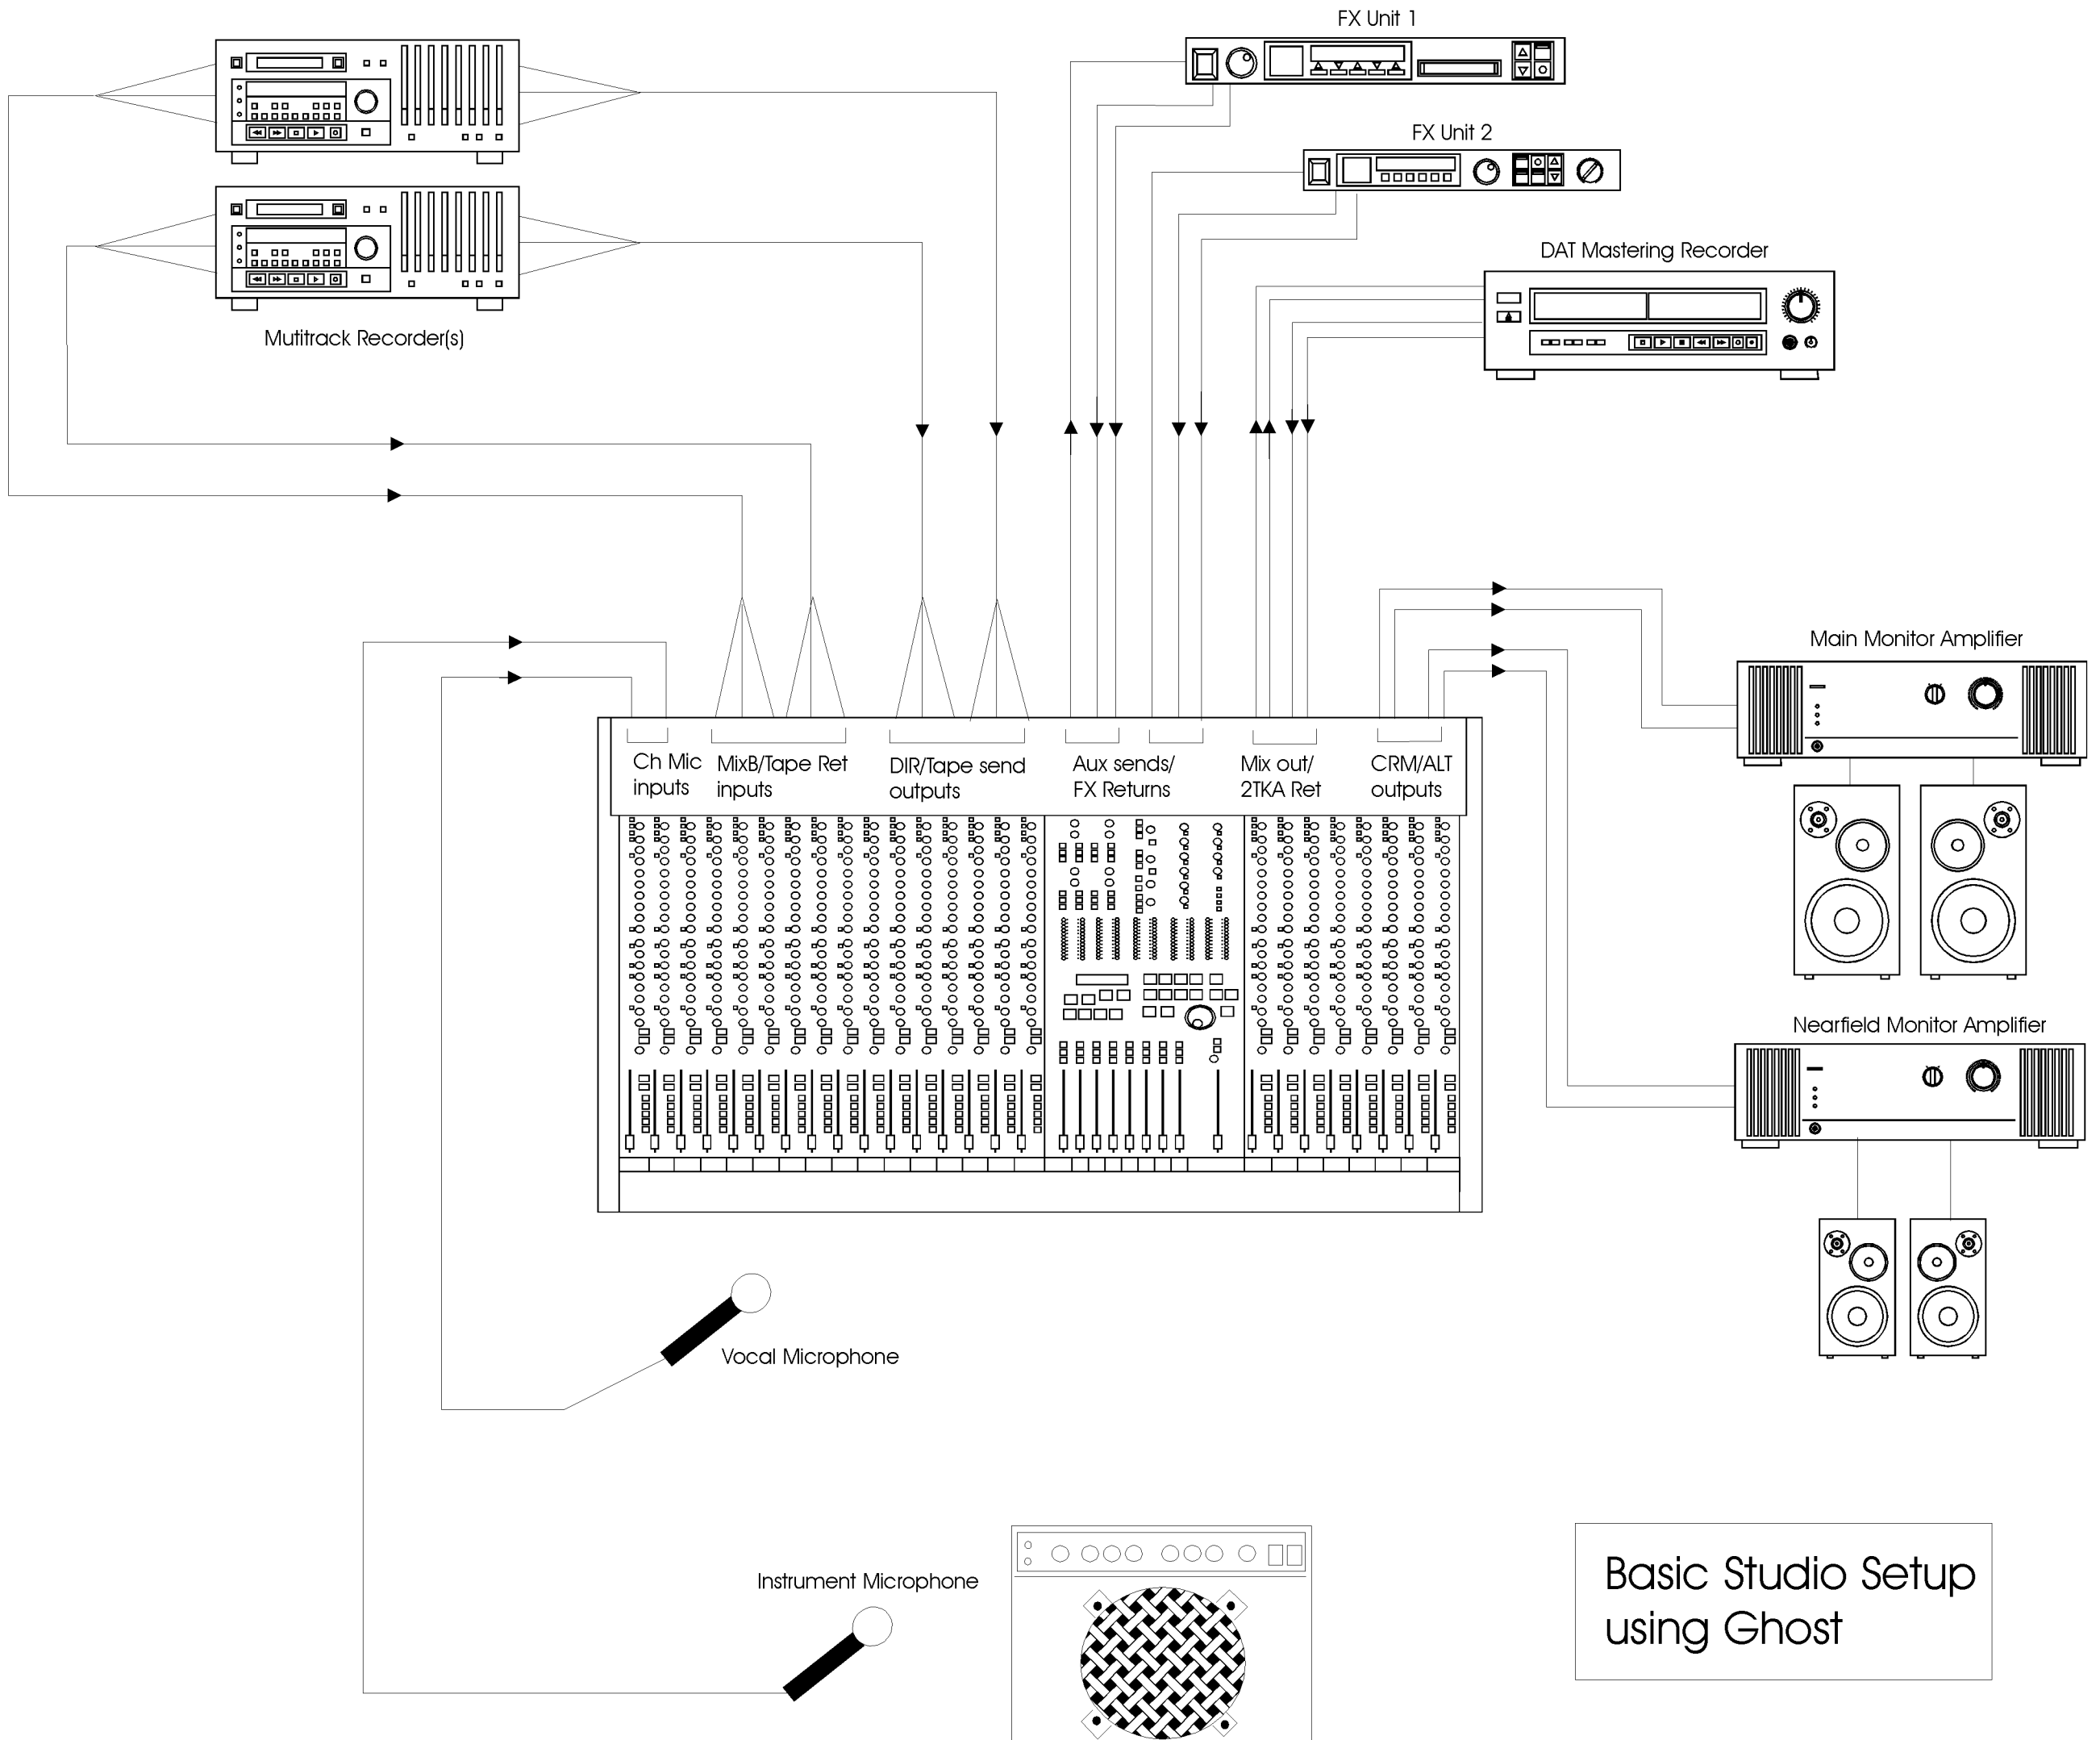 FX Unit 1
FX Unit 2
DAT Mastering Recorder
Mutitrack Recorder(s)
Main Monitor Amplifier
Ch Mic
inputs
MixB/Tape Ret
inputs
DIR/Tape send
outputs
Aux sends/
FX Returns
Mix out/
2TKA Ret
CRM/ALT
outputs
Nearfield Monitor Amplifier
Vocal Microphone
Instrument Microphone
Basic Studio Setup
using Ghost